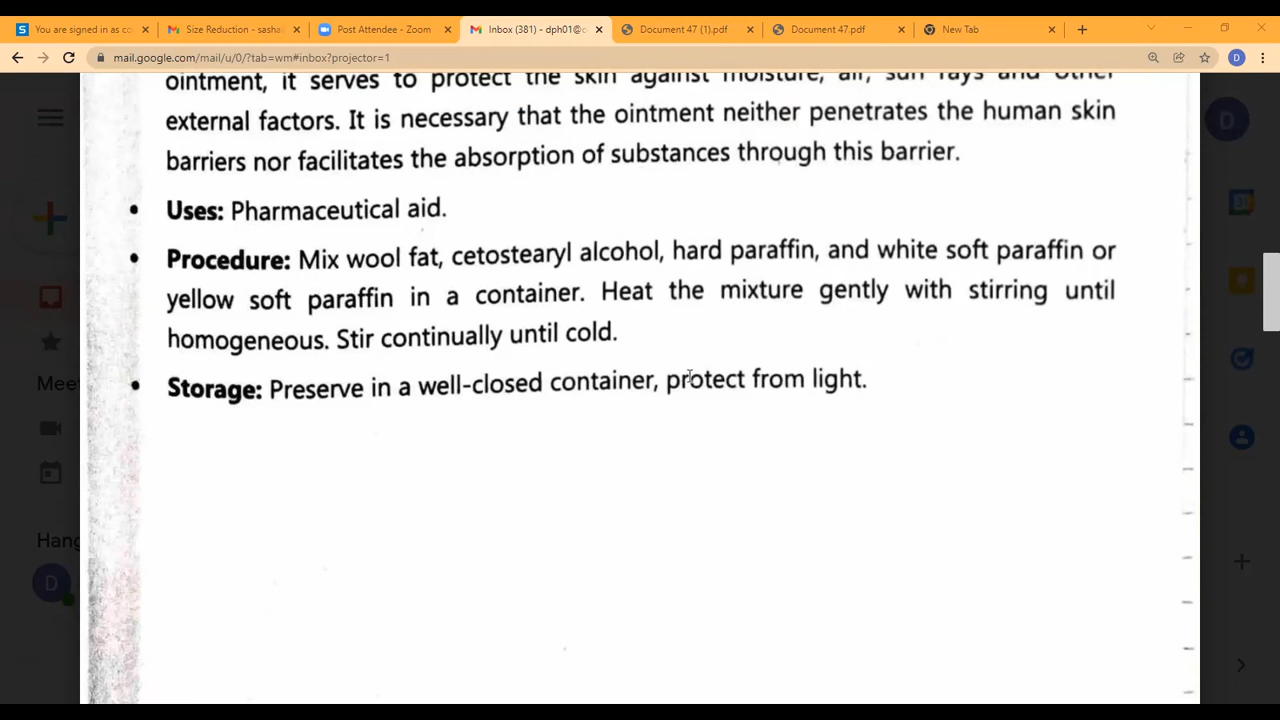 You are signed in as co
Size Reduction - sasha
Post Attendee - Zoom
Inbox (381) - dph01@c
Document 47 (1).pdf
Document 47.pdf
New Tab
mail.google.com/mail/u/0/?tab=wm#inbox?projector=1
ointment, it serves to protect the skin against moisture, air, sun rays and other
external factors. It is necessary that the ointment neither penetrates the human skin
barriers nor facilitates the absorption of substances through this barrier.
• Uses: Pharmaceutical aid.
• Procedure: Mix wool fat, cetostearyl alcohol, hard paraffin, and white soft paraffin or
yellow soft paraffin in a container. Heat the mixture gently with stirring until
homogeneous. Stir continually until cold.
• Storage: Preserve in a well-closed container, protect from light.
Mee
Hang
D
D
D